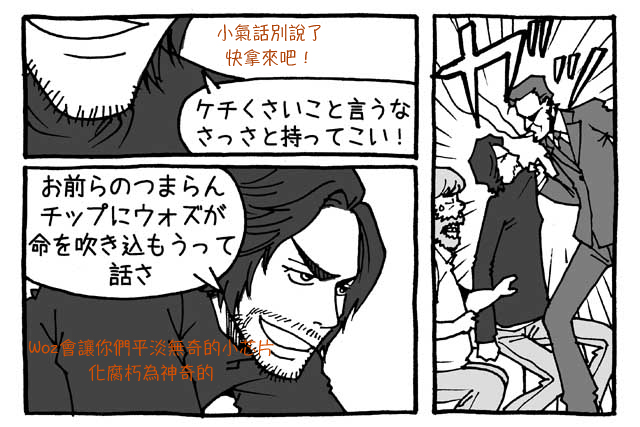 小氣話別說了
快拿來吧！
ケチくさいこと言うな
さっさと持ってこい！
お前らのつまらん
チップにウォズが
命を吹き込もうって
話さ
Woz會讓你們平淡無奇的小芯片
化腐朽為神奇的
ガッ